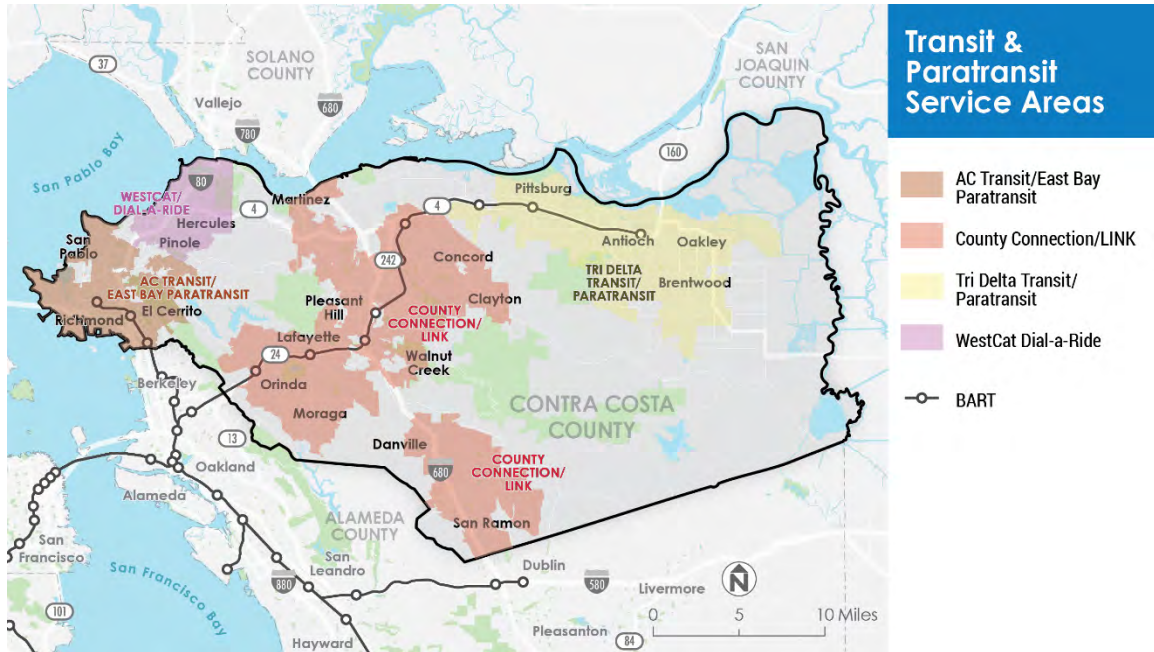 Transit &
Paratransit
Service Areas
AC Transit/East Bay
Paratransit
County Connection/LINK
Tri Delta Transit/
Paratransit
WestCat Dial-a-Ride
BART
SOLANO
COUNTY
SAN
JOAQUIN
COUNTY
37
Vallejo
680
780
160
San Pablo Bay
80
WESTCAT/
DIAL-A-RIDE
Hercules
Pinole
4
Martinez
4
Pittsburg
Antioch
Oakley
San
Pablo
AC TRANSIT/
EAST BAY PARATRANSIT
El Cerrito
Richmond
242
Concord
Clayton
TRI DELTA
TRANSIT/
PARATRANSIT
Brentwood
Pleasant
Hill
COUNTY
CONNECTION/
LINK
Lafayette
24
Walnut
Creek
Berkeley
Orinda
Moraga
CONTRA COSTA
COUNTY
13
Danville
Oakland
680
COUNTY
CONNECTION/
LINK
Alameda
ALAMEDA
COUNTY
San Ramon
San
Francisco
San
Leandro
Dublin
San Francisco Bay
880
580
Livermore
N
101
0
5
10 Miles
Hayward
Pleasanton
84